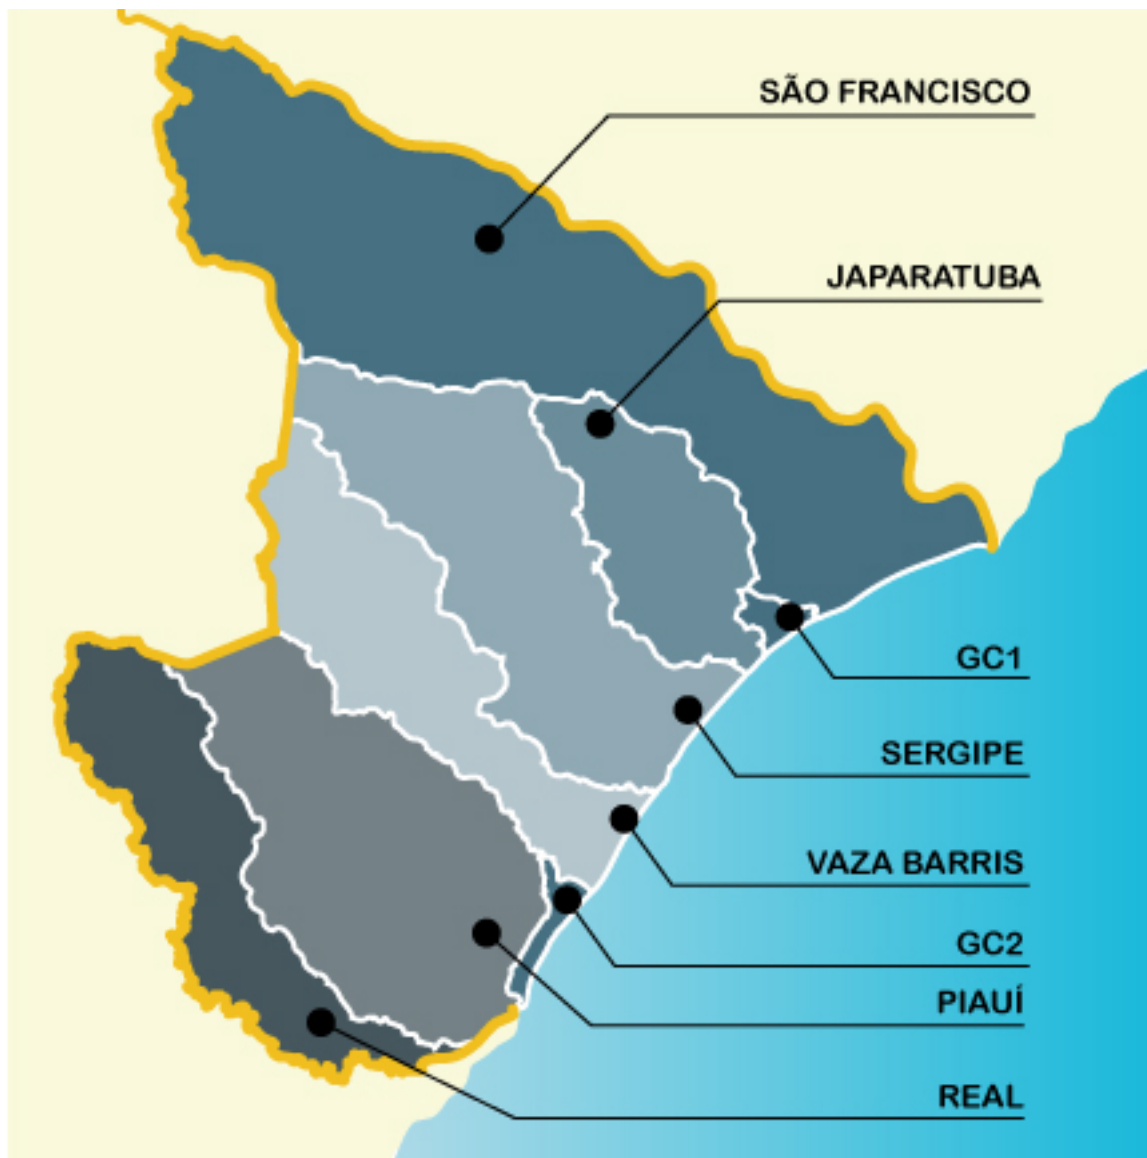 SÃO FRANCISCO
JAPARATUBA
GC1
SERGIPE
VAZA BARRIS
GC2
PIAUÍ
REAL